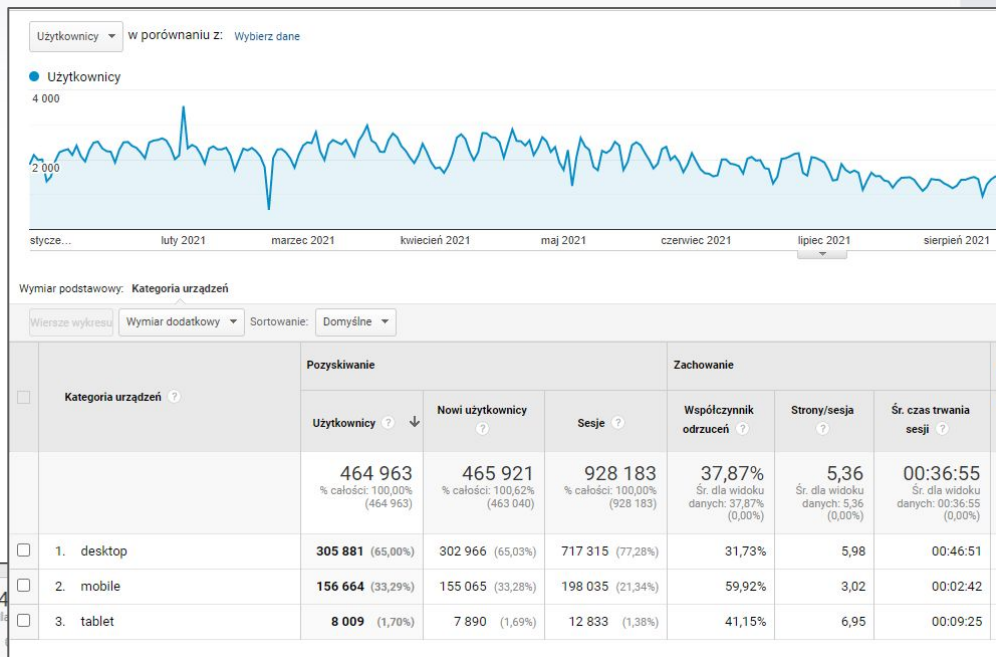 Użytkownicy w porównaniu z: Wybierz dane
Użytkownicy
4 000
2 000
stycze... luty 2021 marzec 2021 kwiecień 2021 maj 2021 czerwiec 2021 lipiec 2021 sierpień 2021
Wymiar podstawowy: Kategoria urządzeń
Wiersze wykresu Wymiar dodatkowy Sortowanie: Domyślne
Kategoria urządzeń ? Pozyskiwanie Zachowanie
Użytkownicy ? Nowi użytkownicy ? Sesje ? Współczynnik odrzuceń ? Strony/sesja ? Śr. czas trwania sesji ?
464 963 465 921 928 183 37,87% 5,36 00:36:55
% całości: 100,00% (464 963) % całości: 100,62% (463 040) % całości: 100,00% (928 183) Śr. dla widoku danych: 37,87% (0,00%) Śr. dla widoku danych: 5,36 (0,00%) Śr. dla widoku danych: 00:36:55 (0,00%)
1. desktop 305 881 (65,00%) 302 966 (65,03%) 717 315 (77,28%) 31,73% 5,98 00:46:51
2. mobile 156 664 (33,29%) 155 065 (33,28%) 198 035 (21,34%) 59,92% 3,02 00:02:42
3. tablet 8 009 (1,70%) 7 890 (1,69%) 12 833 (1,38%) 41,15% 6,95 00:09:25